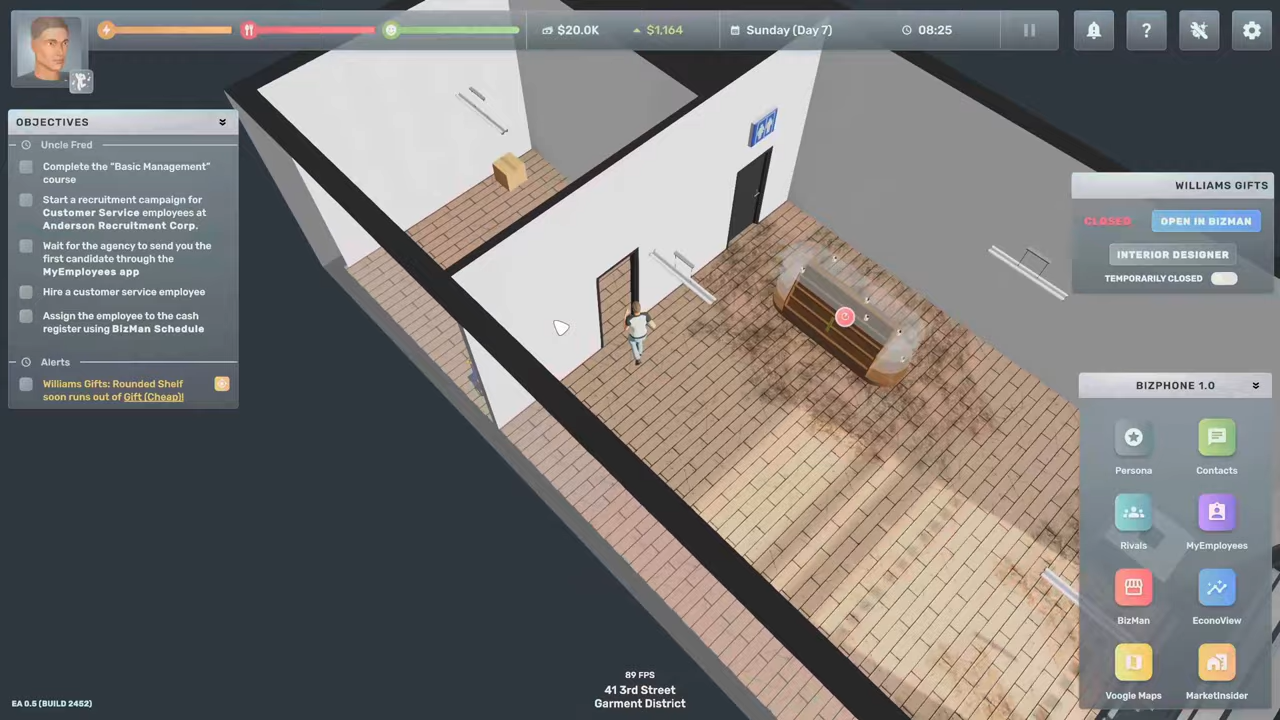 $20.0K
$1,164
Sunday (Day 7)
08:25
OBJECTIVES
Uncle Fred
Complete the "Basic Management"
course
Start a recruitment campaign for
Customer Service employees at
Anderson Recruitment Corp.
Wait for the agency to send you the
first candidate through the
MyEmployees app
Hire a customer service employee
Assign the employee to the cash
register using BizMan Schedule
Alerts
Williams Gifts: Rounded Shelf
soon runs out of Gift (Cheap)!
WILLIAMS GIFTS
CLOSED
OPEN IN BIZMAN
INTERIOR DESIGNER
TEMPORARILY CLOSED
BIZPHONE 1.0
Persona
Contacts
Rivals
MyEmployees
BizMan
EconoView
Voogle Maps
MarketInsider
89 FPS
41 3rd Street
Garment District
EA 0.5 (BUILD 2452)